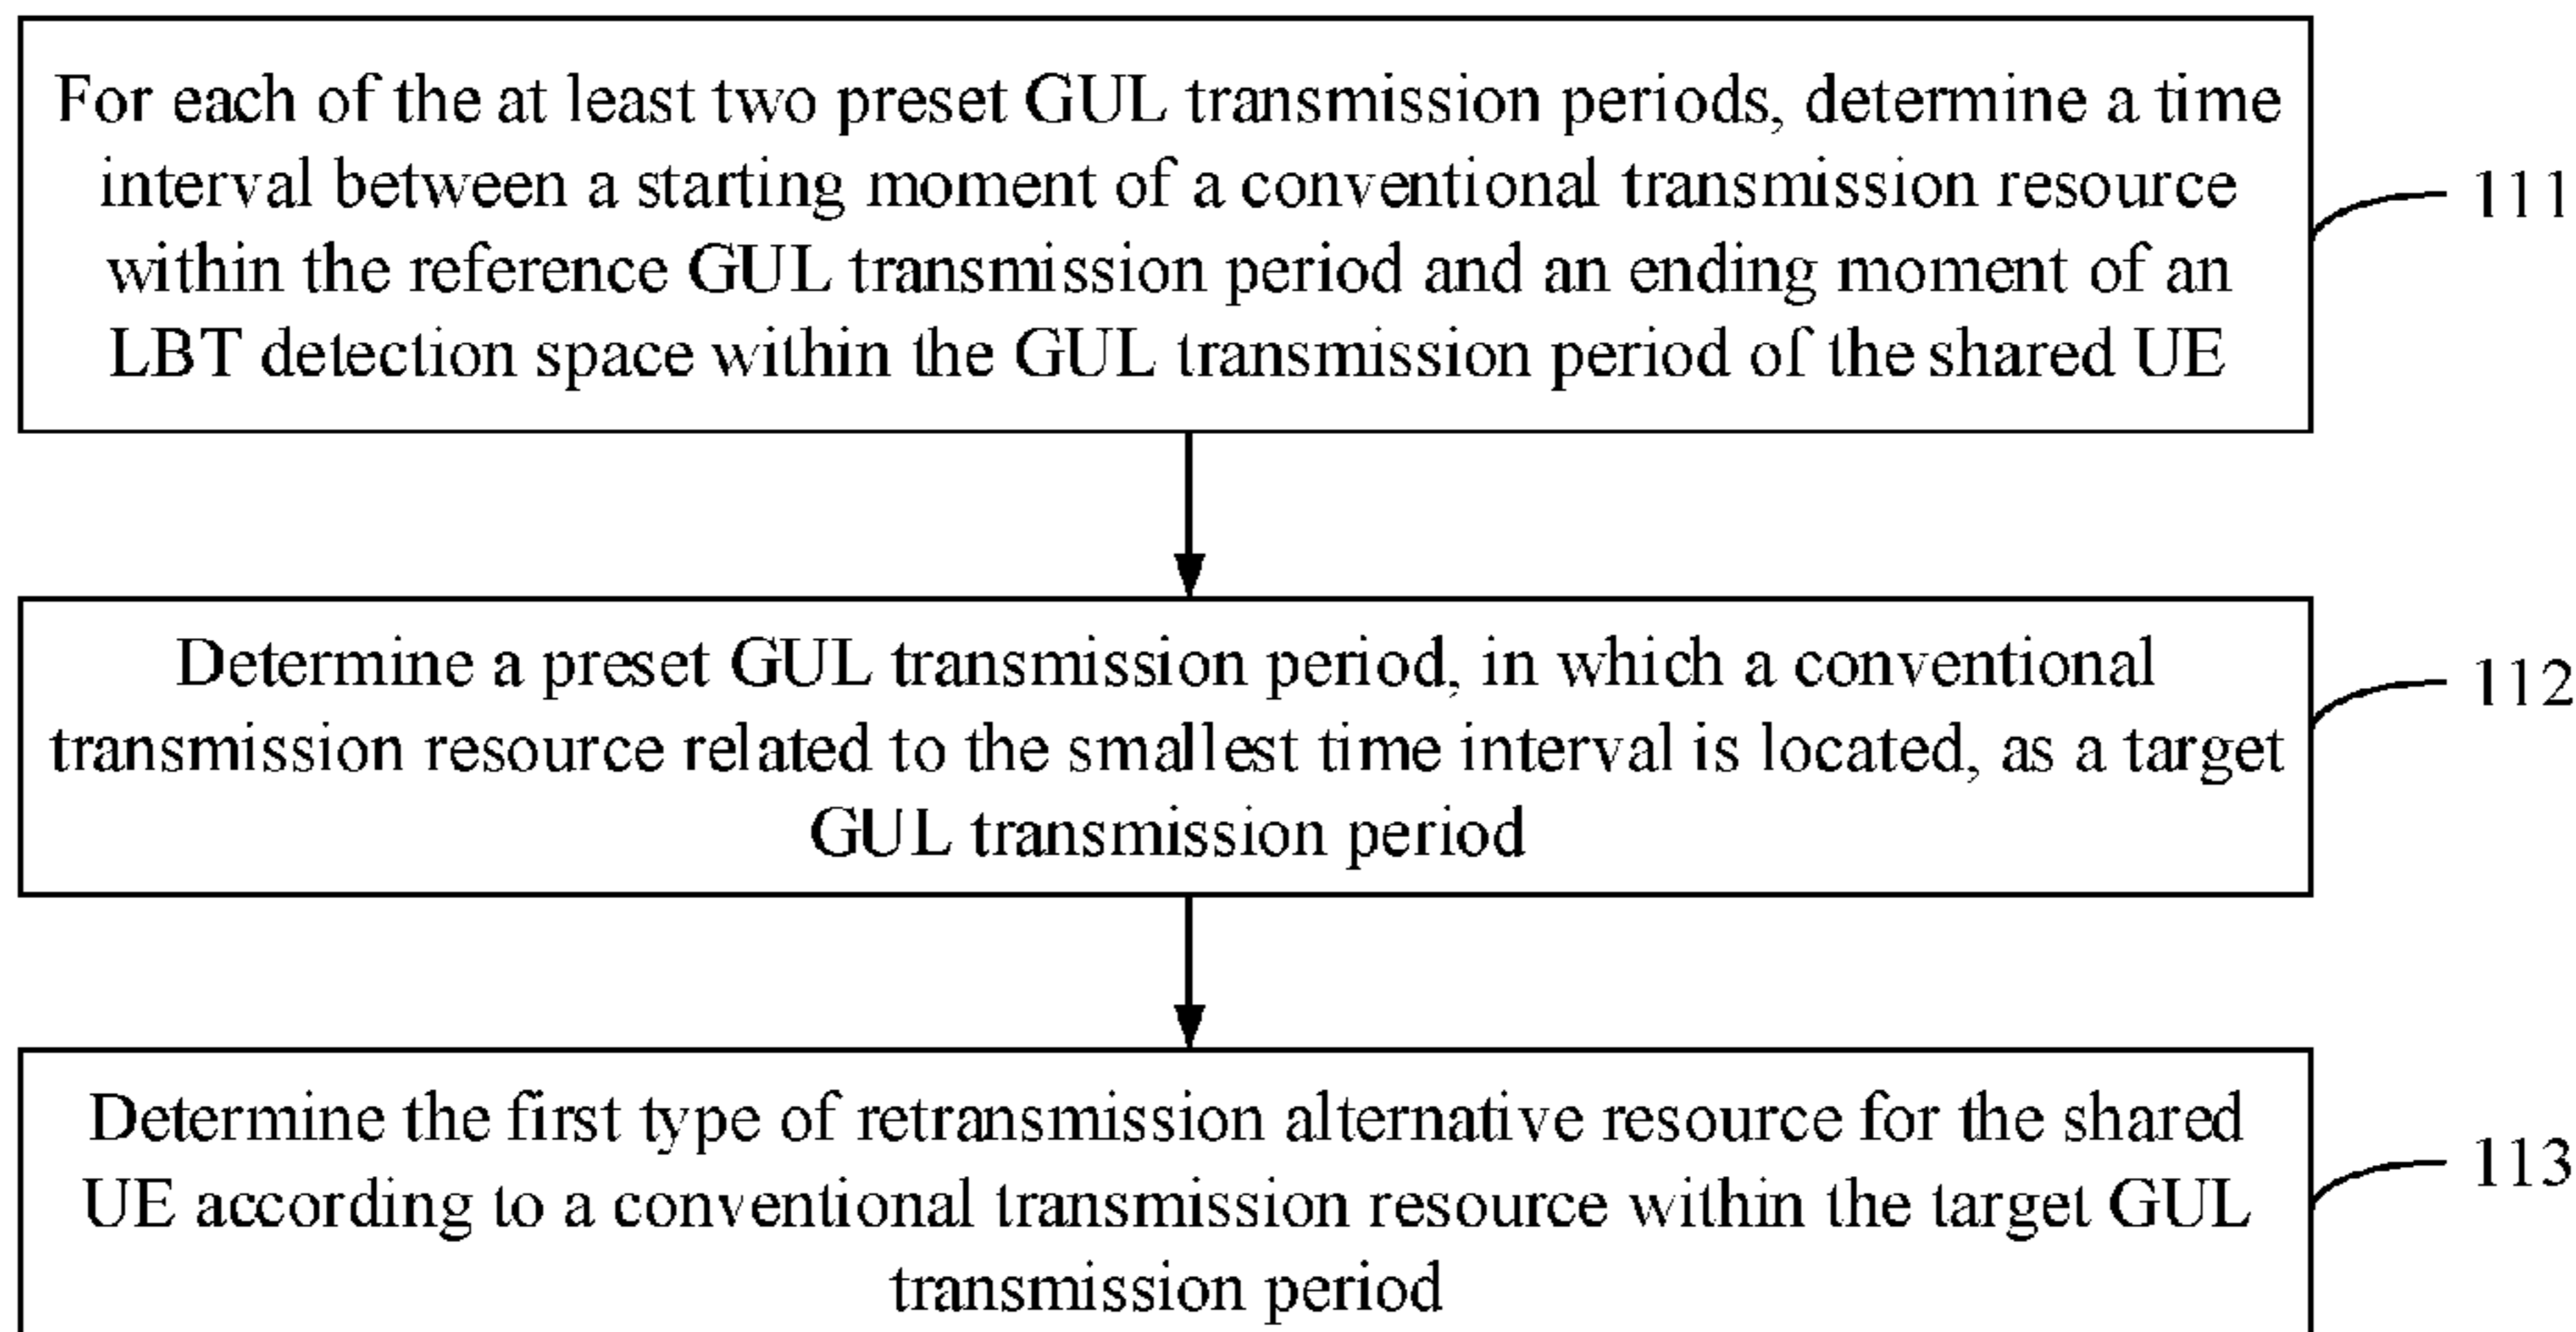 For each of the at least two preset GUL transmission periods, determine a time
interval between a starting moment of a conventional transmission resource
within the reference GUL transmission period and an ending moment of an
LBT detection space within the GUL transmission period of the shared UE
111
Determine a preset GUL transmission period, in which a conventional
transmission resource related to the smallest time interval is located, as a target
GUL transmission period
112
Determine the first type of retransmission alternative resource for the shared
UE according to a conventional transmission resource within the target GUL
transmission period
113